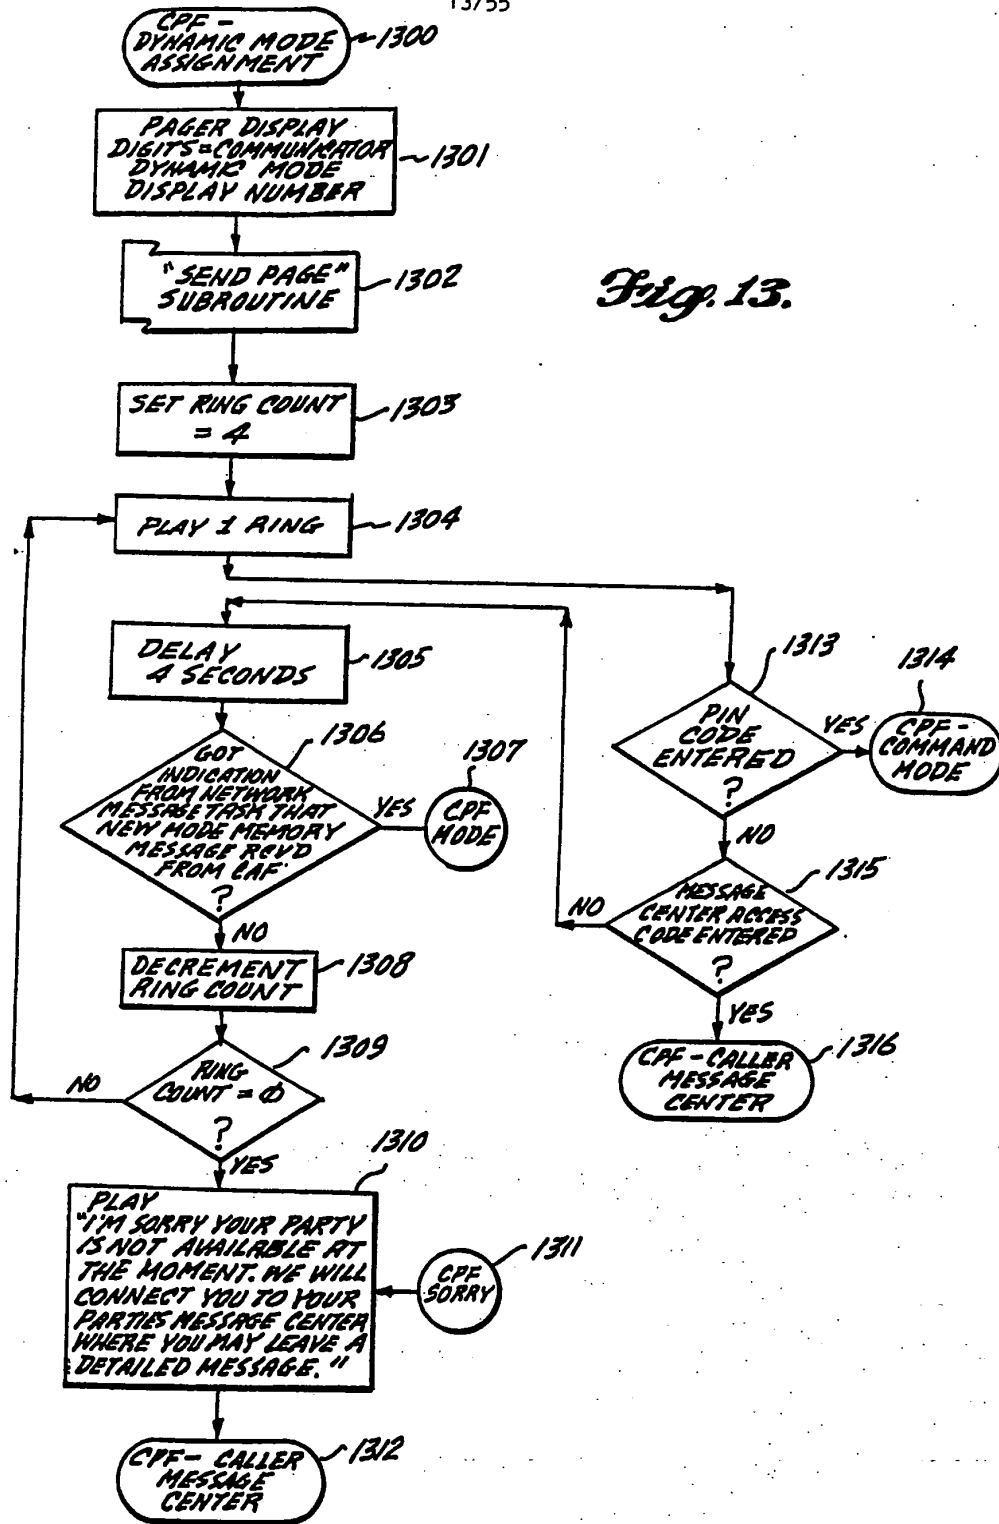 13/55
CPF -
DYNAMIC MODE
ASSIGNMENT
1300
PAGER DISPLAY
DIGITS=COMMUNICATOR
DYNAMIC MODE
DISPLAY NUMBER
1301
"SEND PAGE"
SUBROUTINE
1302
Fig. 13.
SET RING COUNT
= 4
1303
PLAY 1 RING
1304
DELAY
4 SECONDS
1305
GOT
INDICATION
FROM NETWORK
MESSAGE TASK THAT
NEW MODE MEMORY
MESSAGE RCVD
FROM CAF
?
1306
YES
CPF
MODE
1307
NO
DECREMENT
RING COUNT
1308
RING
COUNT = Ø
?
1309
NO
YES
PLAY
"I'M SORRY YOUR PARTY
IS NOT AVAILABLE AT
THE MOMENT. WE WILL
CONNECT YOU TO YOUR
PARTIES MESSAGE CENTER
WHERE YOU MAY LEAVE A
DETAILED MESSAGE."
1310
CPF
SORRY
1311
CPF - CALLER
MESSAGE
CENTER
1312
PIN
CODE
ENTERED
?
1313
YES
CPF -
COMMAND
MODE
1314
NO
MESSAGE
CENTER ACCESS
CODE ENTERED
?
1315
NO
YES
CPF - CALLER
MESSAGE
CENTER
1316